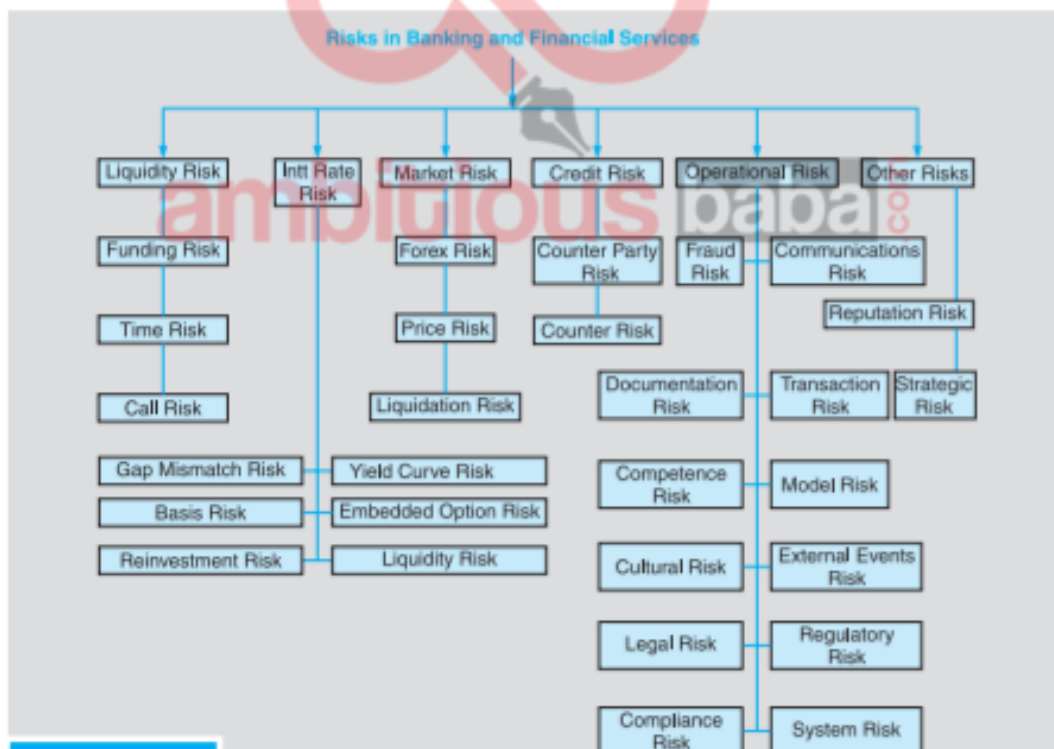 Risks in Banking and Financial Services
Liquidity Risk
Intt Rate
Risk
Market Risk
Credit Risk
Operational Risk
Other Risks
ambitious baba
.com
Funding Risk
Forex Risk
Counter Party
Risk
Fraud
Risk
Communications
Risk
Reputation Risk
Time Risk
Price Risk
Counter Risk
Documentation
Risk
Transaction
Risk
Strategic
Risk
Call Risk
Liquidation Risk
Gap Mismatch Risk
Yield Curve Risk
Competence
Risk
Model Risk
Basis Risk
Embedded Option Risk
Reinvestment Risk
Liquidity Risk
Cultural Risk
External Events
Risk
Legal Risk
Regulatory
Risk
Compliance
Risk
System Risk